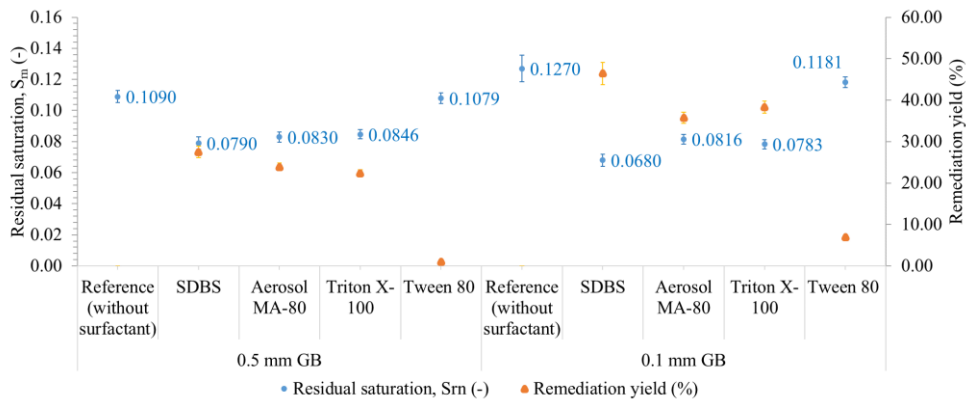 Residual saturation, Srn (-)
0.16
0.14
0.12
0.10
0.08
0.06
0.04
0.02
0.00
0.1090
0.0790
0.0830
0.0846
0.1079
0.1270
0.0680
0.0816
0.0783
0.1181
60.00
50.00
40.00
30.00
20.00
10.00
0.00
Remediation yield (%)
Reference
(without
surfactant)
SDBS
Aerosol
MA-80
Triton X-
100
Tween 80
Reference
(without
surfactant)
SDBS
Aerosol
MA-80
Triton X-
100
Tween 80
0.5 mm GB
0.1 mm GB
Residual saturation, Srn (-)
Remediation yield (%)